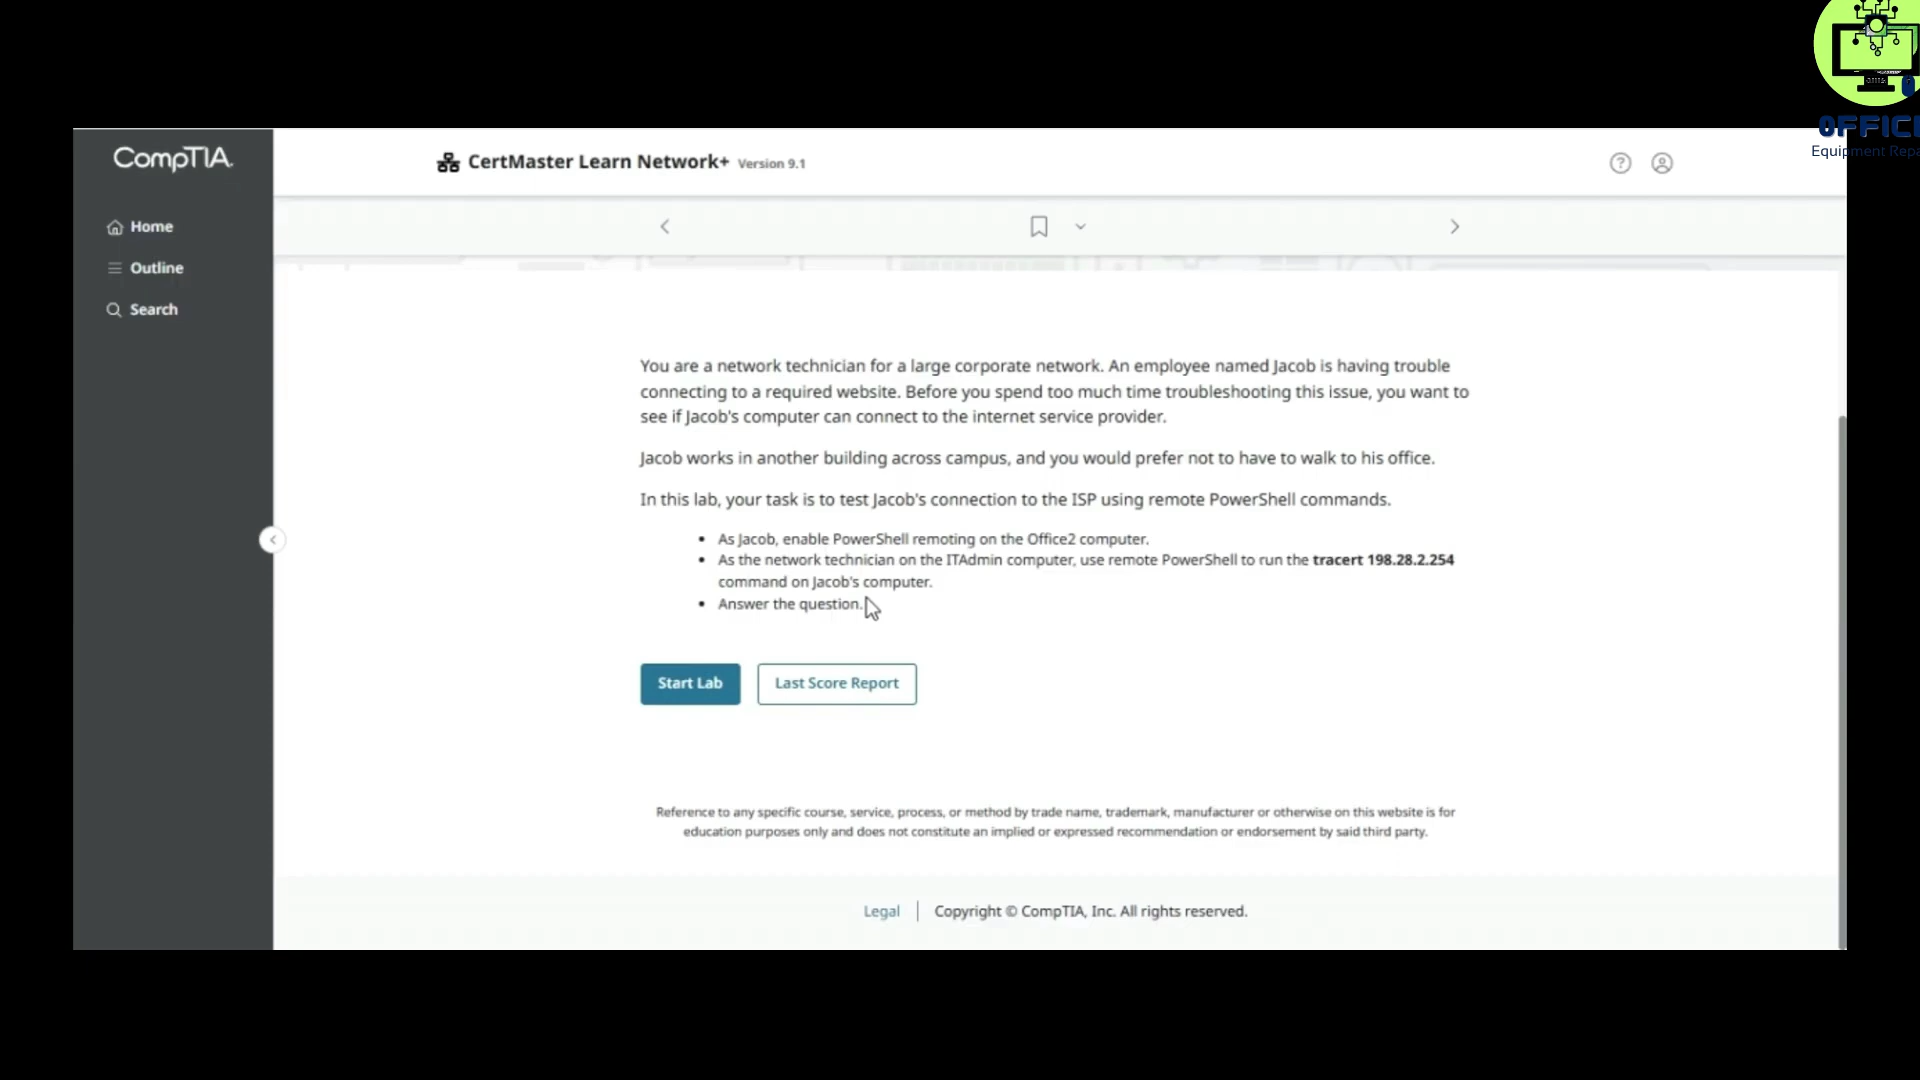 OFFICE
Equipment Repa
CompTIA.
CertMaster Learn Network+ Version 9.1
Home
Outline
Search
You are a network technician for a large corporate network. An employee named Jacob is having trouble
connecting to a required website. Before you spend too much time troubleshooting this issue, you want to
see if Jacob's computer can connect to the internet service provider.
Jacob works in another building across campus, and you would prefer not to have to walk to his office.
In this lab, your task is to test Jacob's connection to the ISP using remote PowerShell commands.
• As Jacob, enable PowerShell remoting on the Office2 computer.
• As the network technician on the ITAdmin computer, use remote PowerShell to run the tracert 198.28.2.254
command on Jacob's computer.
• Answer the question.
Start Lab
Last Score Report
Reference to any specific course, service, process, or method by trade name, trademark, manufacturer or otherwise on this website is for
education purposes only and does not constitute an implied or expressed recommendation or endorsement by said third party.
Legal | Copyright © CompTIA, Inc. All rights reserved.